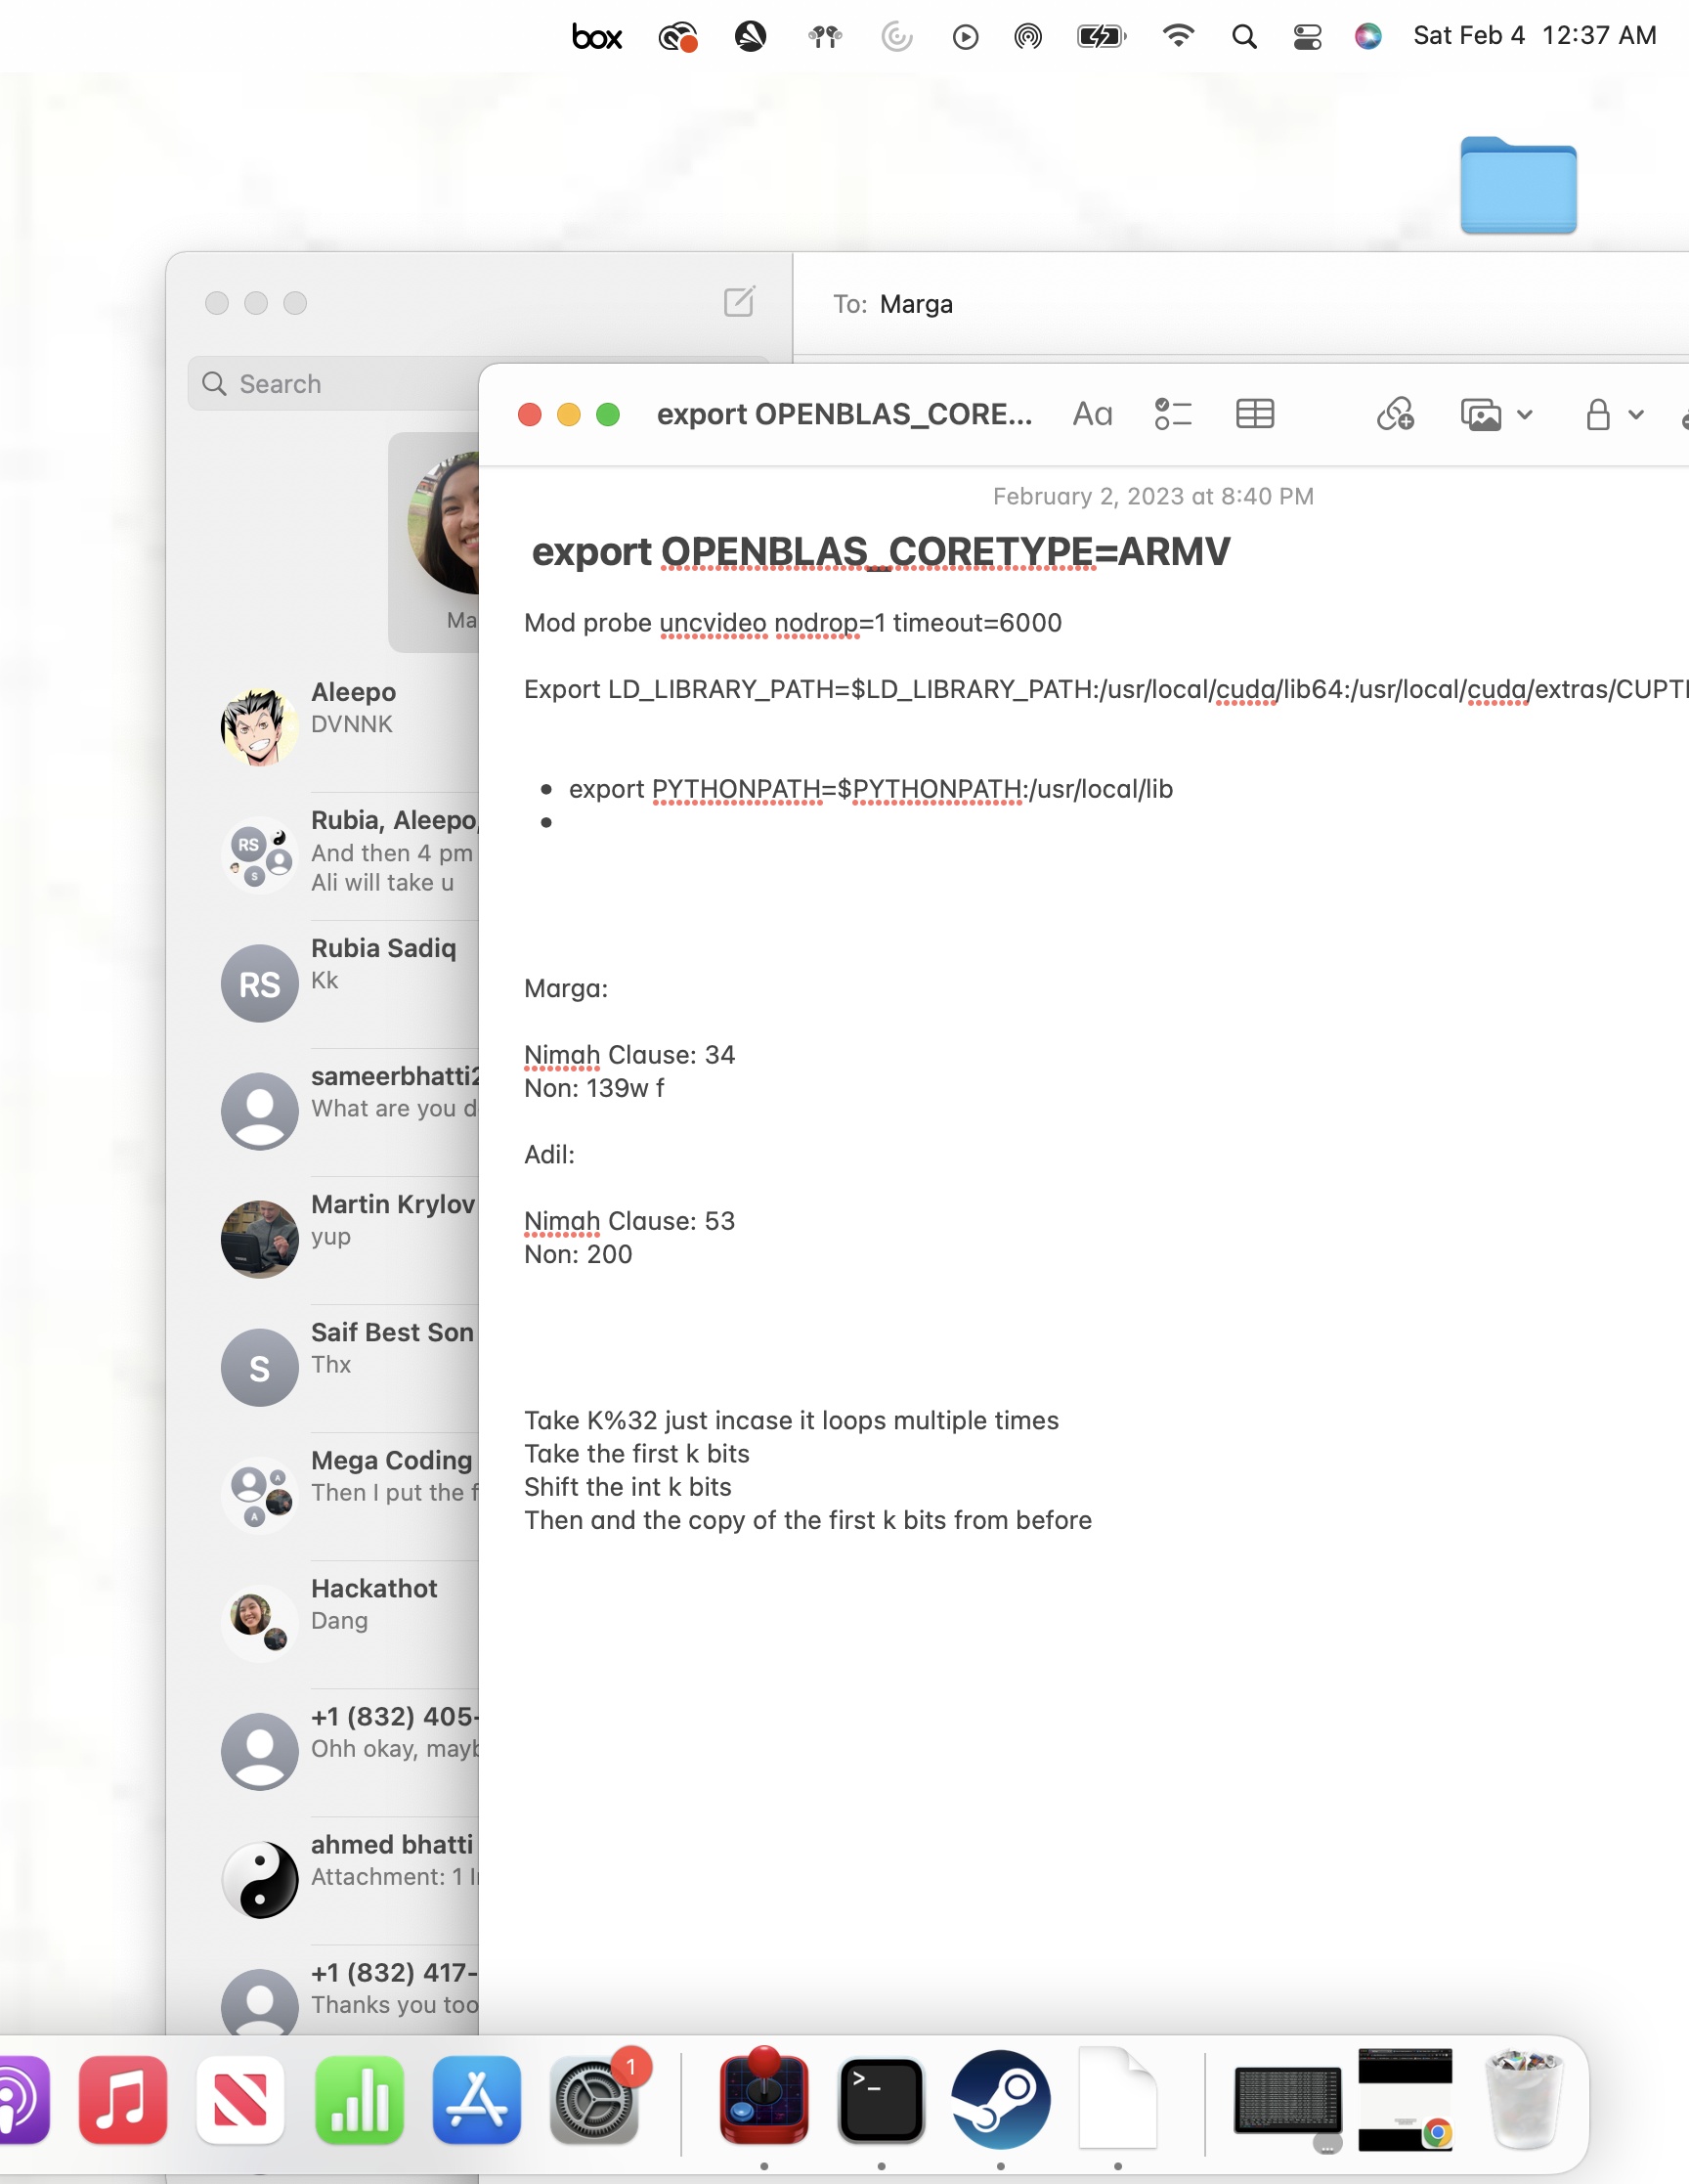 box
Sat Feb 4 12:37 AM
To: Marga
Search
export OPENBLAS_CORE...
Aa
February 2, 2023 at 8:40 PM
export OPENBLAS_CORETYPE=ARMV
Mod probe uncvideo nodrop=1 timeout=6000
Export LD_LIBRARY_PATH=$LD_LIBRARY_PATH:/usr/local/cuda/lib64:/usr/local/cuda/extras/CUPTI
• export PYTHONPATH=$PYTHONPATH:/usr/local/lib
•
Marga:
Nimah Clause: 34
Non: 139w f
Adil:
Nimah Clause: 53
Non: 200
Take K%32 just incase it loops multiple times
Take the first k bits
Shift the int k bits
Then and the copy of the first k bits from before
Ma
Aleepo
DVNNK
RS
S
Rubia, Aleepo,
And then 4 pm
Ali will take u
RS
Rubia Sadiq
Kk
sameerbhatti2
What are you d
Martin Krylov
yup
S
Saif Best Son
Thx
A
A
Mega Coding
Then I put the f
Hackathot
Dang
+1 (832) 405-
Ohh okay, mayb
ahmed bhatti
Attachment: 1 I
+1 (832) 417-
Thanks you too
1